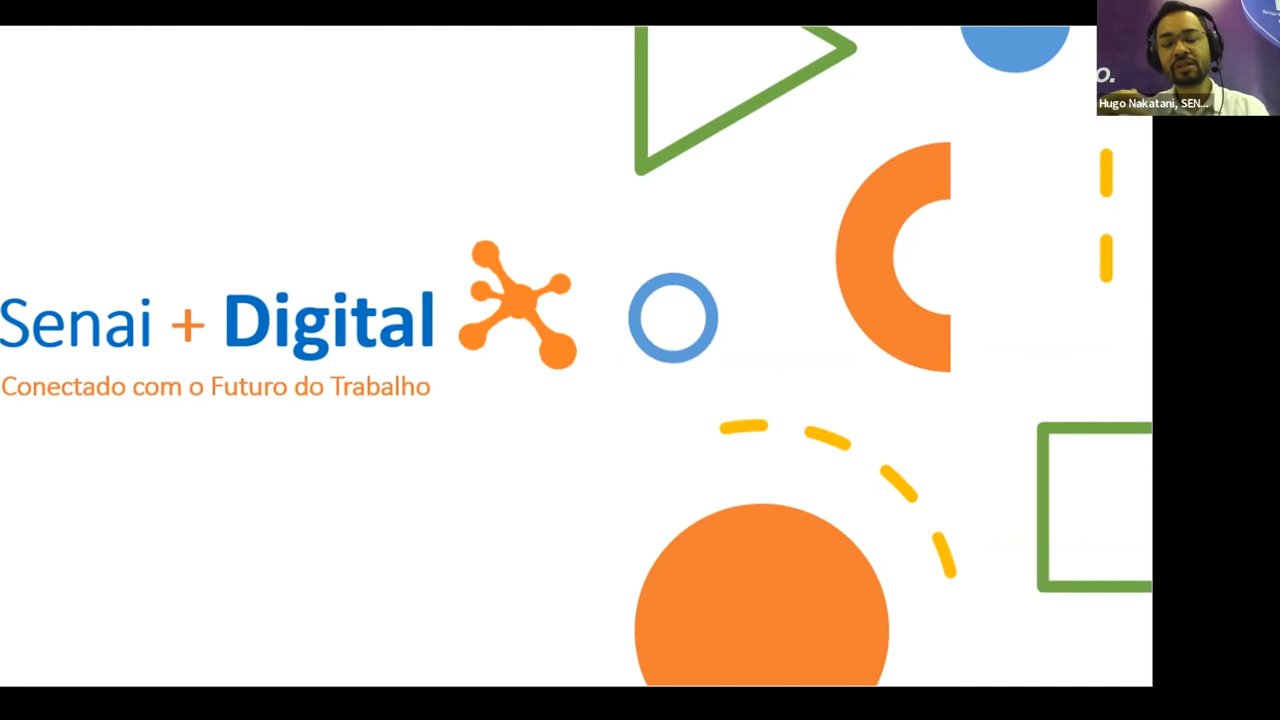 o.
Hugo Nakatani, SEN...
Senai + Digital
Conectado com o Futuro do Trabalho